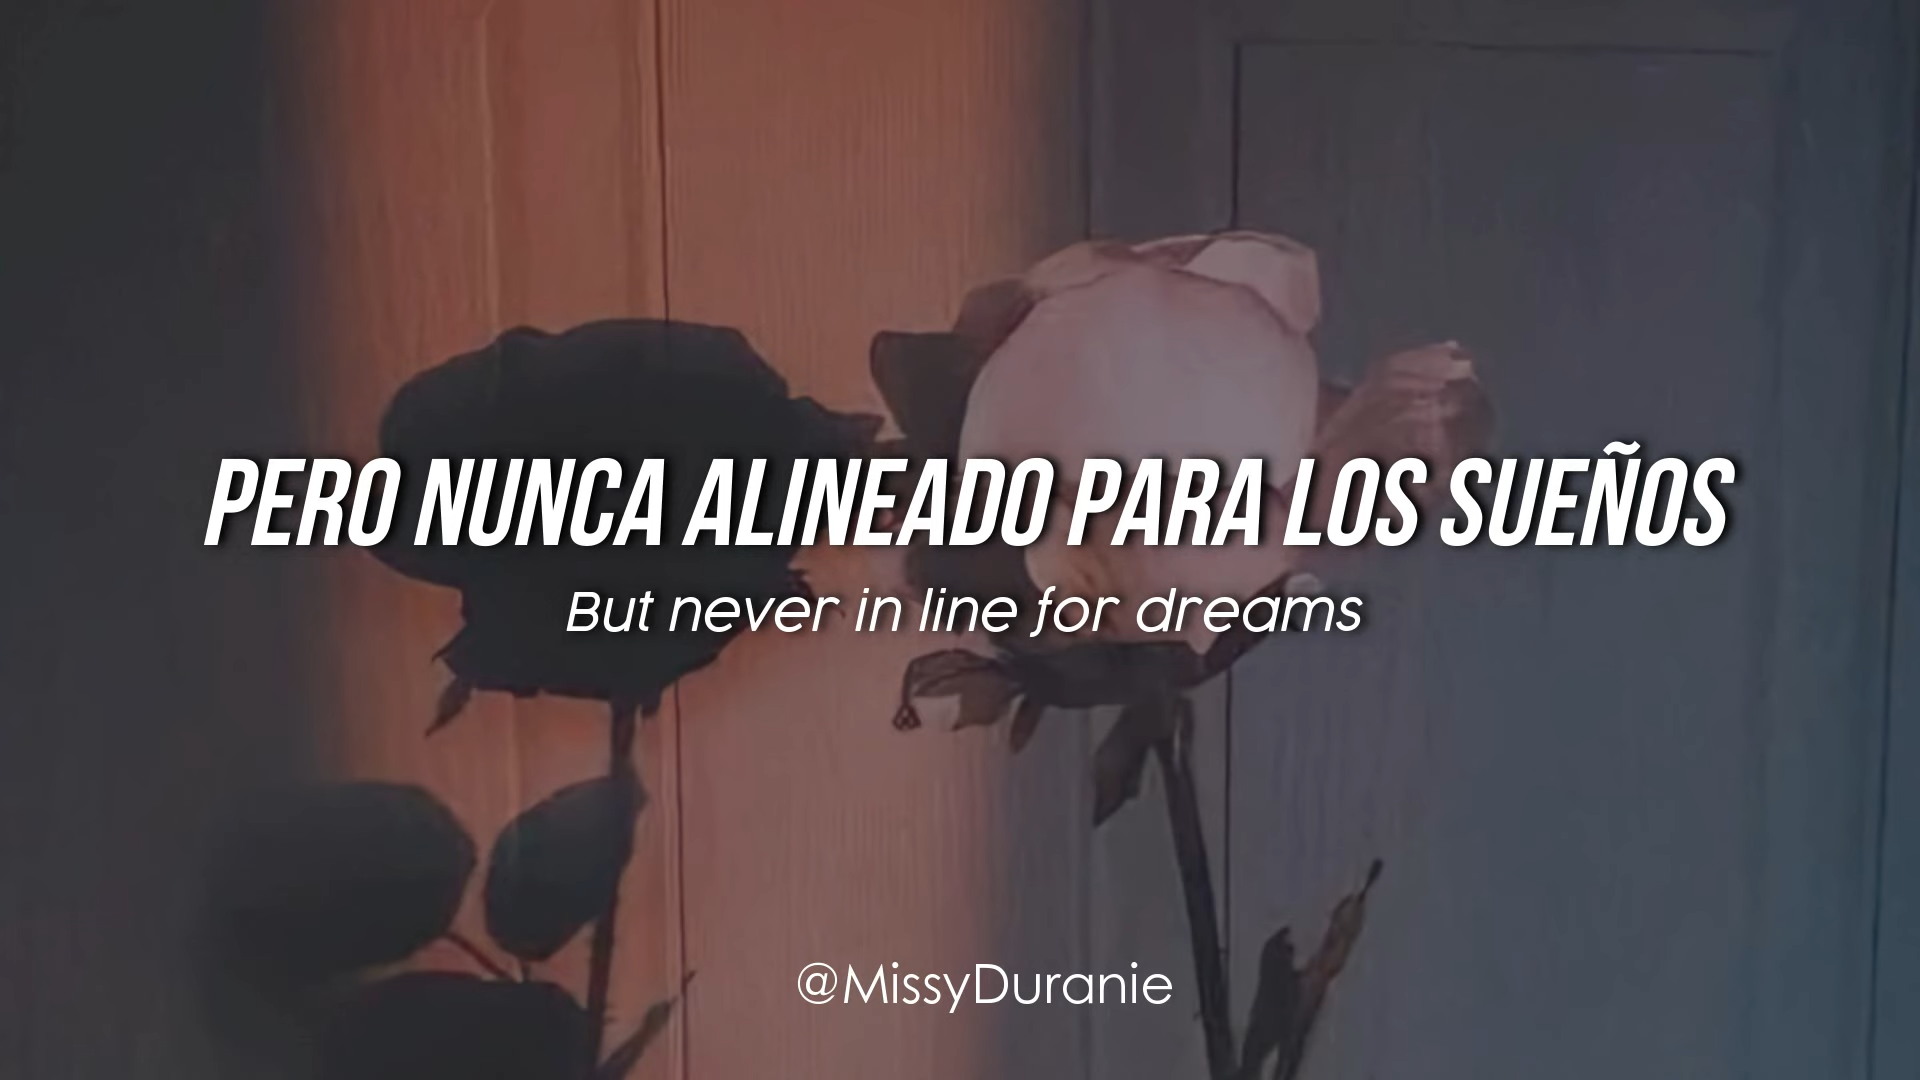 PERO NUNCA ALINEADO PARA LOS SUEÑOS
But never in line for dreams
@MissyDuranie